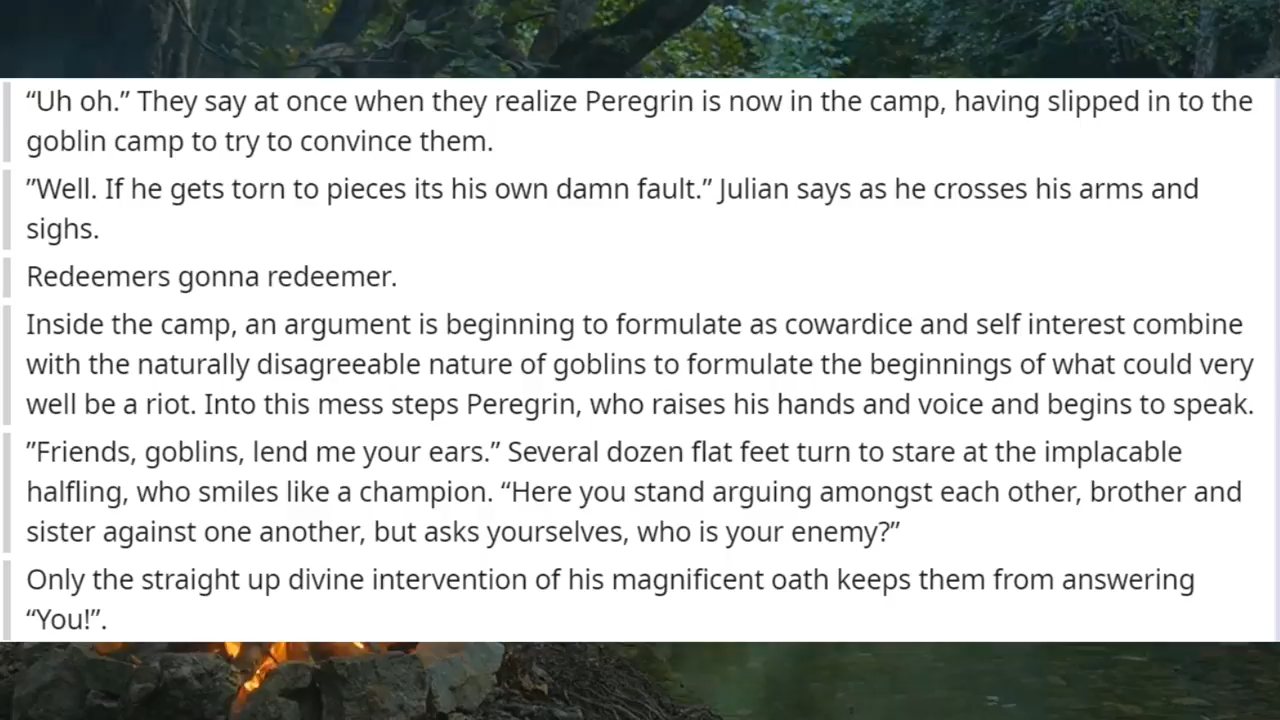 “Uh oh.” They say at once when they realize Peregrin is now in the camp, having slipped in to the
goblin camp to try to convince them.
”Well. If he gets torn to pieces its his own damn fault.” Julian says as he crosses his arms and
sighs.
Redeemers gonna redeemer.
Inside the camp, an argument is beginning to formulate as cowardice and self interest combine
with the naturally disagreeable nature of goblins to formulate the beginnings of what could very
well be a riot. Into this mess steps Peregrin, who raises his hands and voice and begins to speak.
”Friends, goblins, lend me your ears.” Several dozen flat feet turn to stare at the implacable
halfling, who smiles like a champion. “Here you stand arguing amongst each other, brother and
sister against one another, but asks yourselves, who is your enemy?”
Only the straight up divine intervention of his magnificent oath keeps them from answering
“You!”.